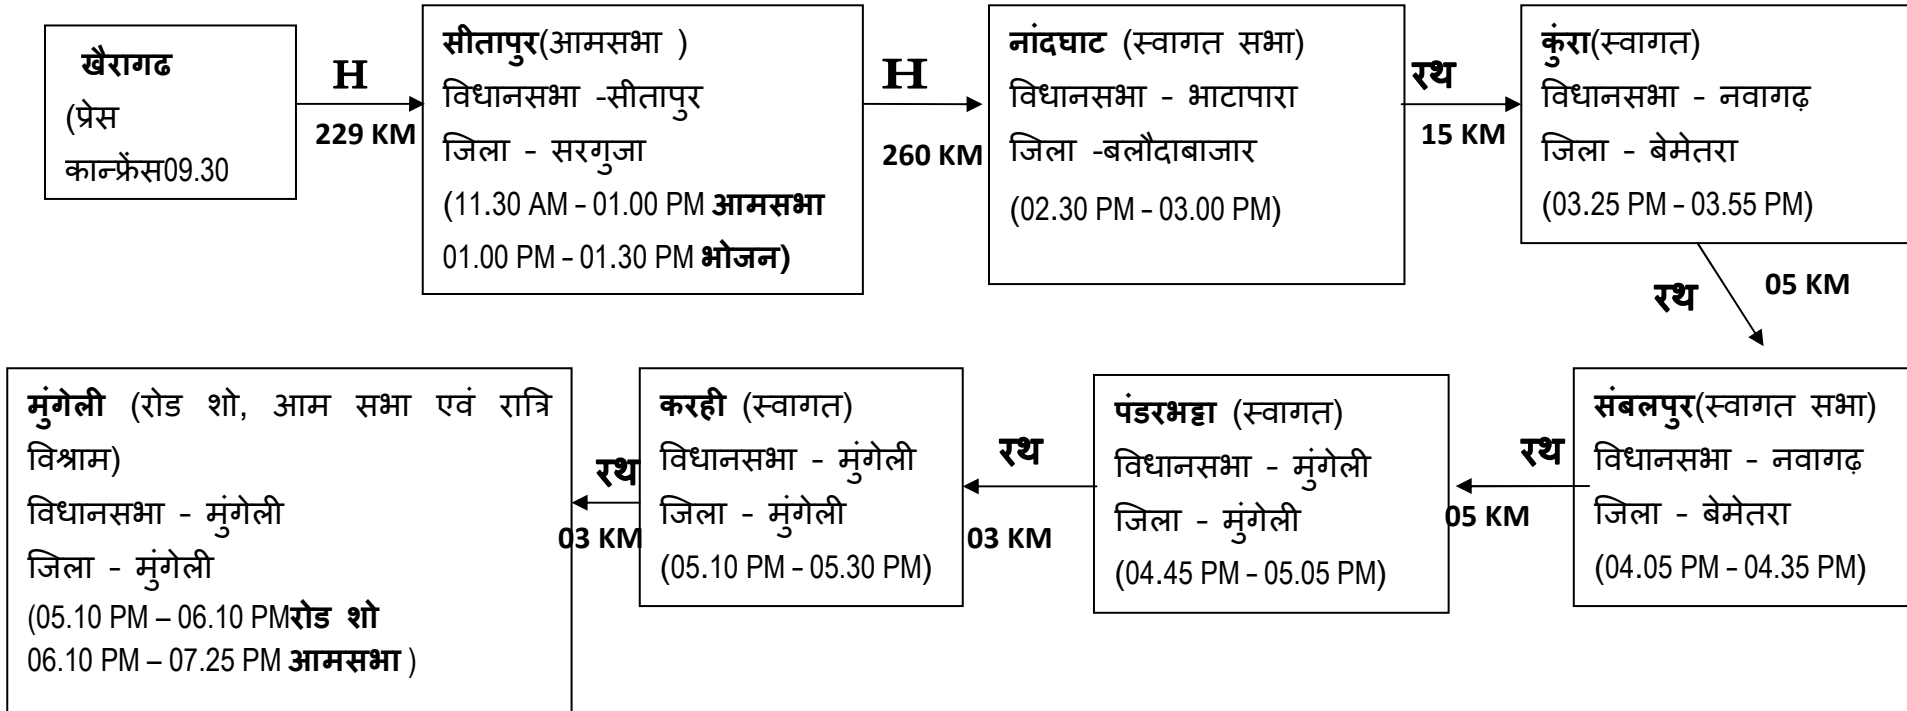 खैरागढ
(प्रेस
कान्फ्रेंस09.30
H
229 KM
सीतापुर(आमसभा )
विधानसभा -सीतापुर
जिला - सरगुजा
(11.30 AM – 01.00 PM आमसभा
01.00 PM – 01.30 PM भोजन)
H
260 KM
नांदघाट (स्वागत सभा)
विधानसभा - भाटापारा
जिला -बलौदाबाजार
(02.30 PM – 03.00 PM)
रथ
15 KM
कुंरा(स्वागत)
विधानसभा - नवागढ़
जिला - बेमेतरा
(03.25 PM – 03.55 PM)
रथ
05 KM
संबलपुर(स्वागत सभा)
विधानसभा - नवागढ़
जिला - बेमेतरा
(04.05 PM – 04.35 PM)
रथ
05 KM
पंडरभट्टा (स्वागत)
विधानसभा - मुंगेली
जिला - मुंगेली
(04.45 PM – 05.05 PM)
रथ
03 KM
करही (स्वागत)
विधानसभा - मुंगेली
जिला - मुंगेली
(05.10 PM – 05.30 PM)
रथ
03 KM
मुंगेली (रोड शो, आम सभा एवं रात्रि
विश्राम)
विधानसभा - मुंगेली
जिला - मुंगेली
(05.10 PM – 06.10 PMरोड शो
06.10 PM – 07.25 PM आमसभा )